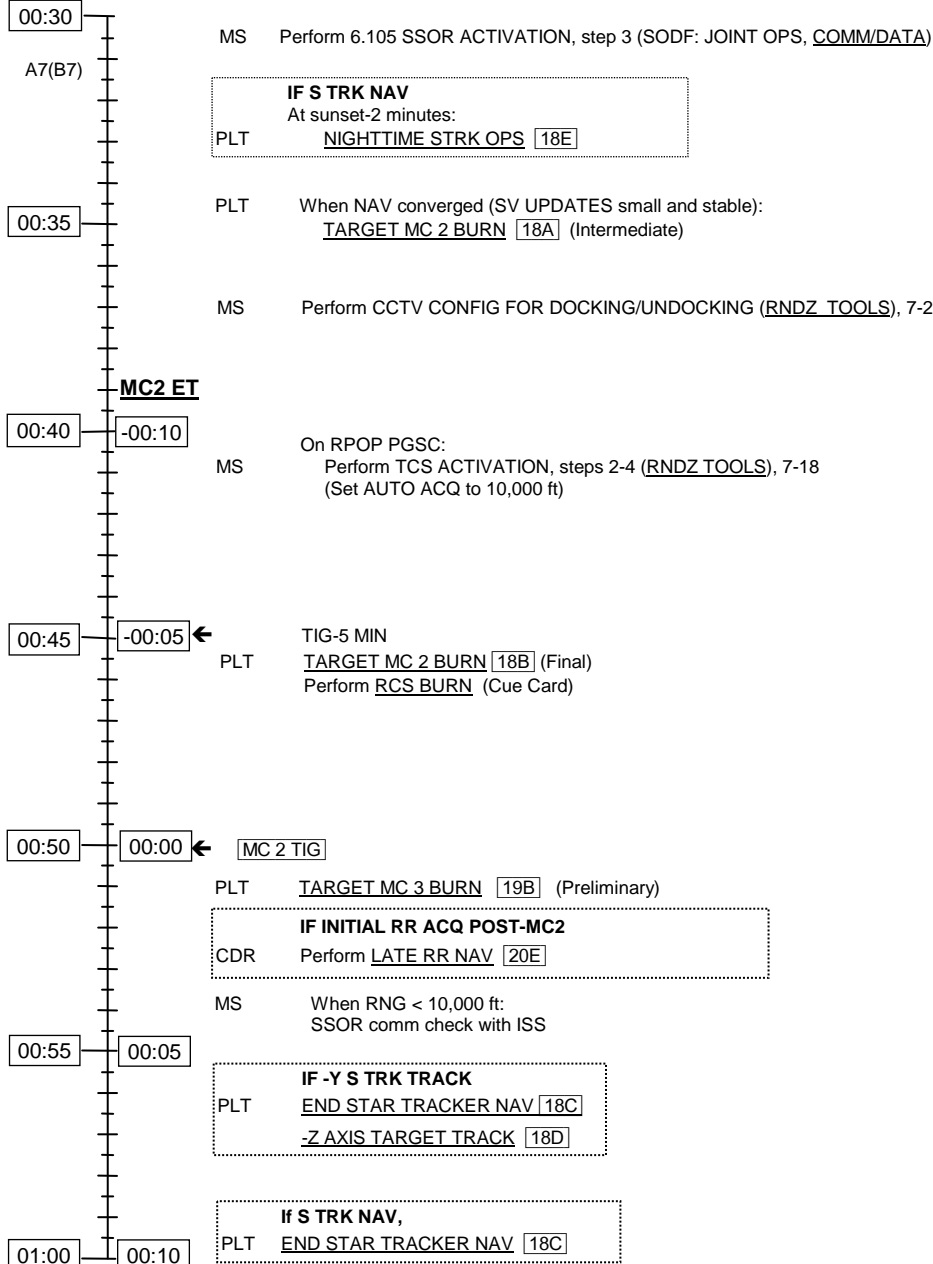 00:30
MS Perform 6.105 SSOR ACTIVATION, step 3 (SODF: JOINT OPS, COMM/DATA)
A7(B7)
IF S TRK NAV
At sunset-2 minutes:
PLT NIGHTTIME STRK OPS 18E
PLT When NAV converged (SV UPDATES small and stable):
00:35
TARGET MC 2 BURN 18A (Intermediate)
MS Perform CCTV CONFIG FOR DOCKING/UNDOCKING (RNDZ TOOLS), 7-2
MC2 ET
00:40 -00:10
On RPOP PGSC:
MS Perform TCS ACTIVATION, steps 2-4 (RNDZ TOOLS), 7-18
(Set AUTO ACQ to 10,000 ft)
00:45 -00:05 ← TIG-5 MIN
PLT TARGET MC 2 BURN 18B (Final)
Perform RCS BURN (Cue Card)
00:50 00:00 ← MC 2 TIG
PLT TARGET MC 3 BURN 19B (Preliminary)
IF INITIAL RR ACQ POST-MC2
CDR Perform LATE RR NAV 20E
MS When RNG < 10,000 ft:
SSOR comm check with ISS
00:55 00:05
IF -Y S TRK TRACK
PLT END STAR TRACKER NAV 18C
-Z AXIS TARGET TRACK 18D
If S TRK NAV,
PLT END STAR TRACKER NAV 18C
01:00 00:10